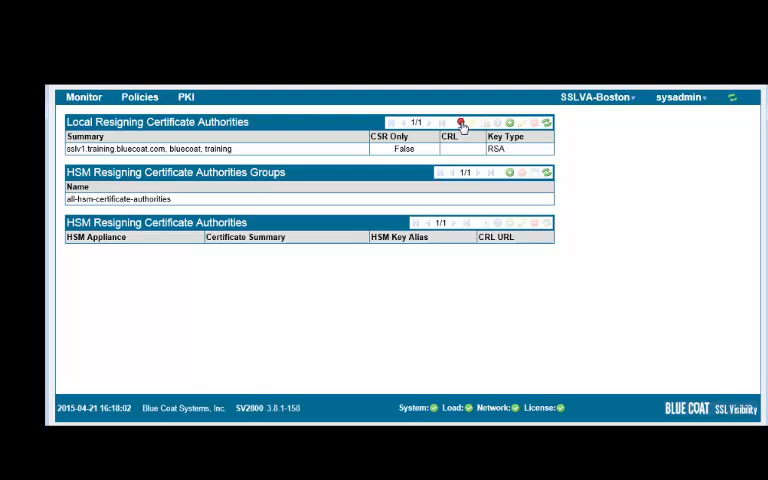 Monitor Policies PKI SSLVA-Boston sysadmin
Local Resigning Certificate Authorities 1/1
Summary CSR Only CRL Key Type
sslv1.training.bluecoat.com, bluecoat, training False RSA
HSM Resigning Certificate Authorities Groups 1/1
Name
all-hsm-certificate-authorities
HSM Resigning Certificate Authorities 1/1
HSM Appliance Certificate Summary HSM Key Alias CRL URL
2015-04-21 16:18:02 Blue Coat Systems, Inc. SV2800 3.8.1-158 System: Load: Network: License: BLUE COAT SSL Visibility